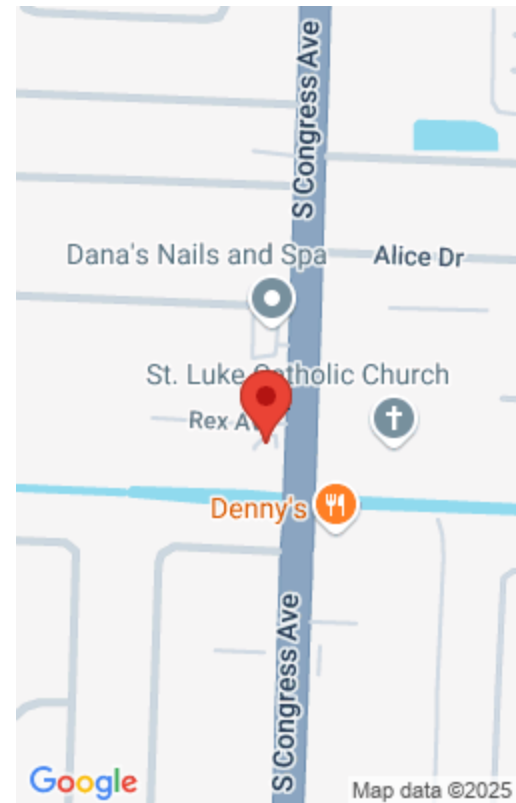 S Congress Ave
Dana's Nails and Spa
Alice Dr
St. Luke Catholic Church
Rex
Denny's
S Congress Ave
Google
Map data ©2025